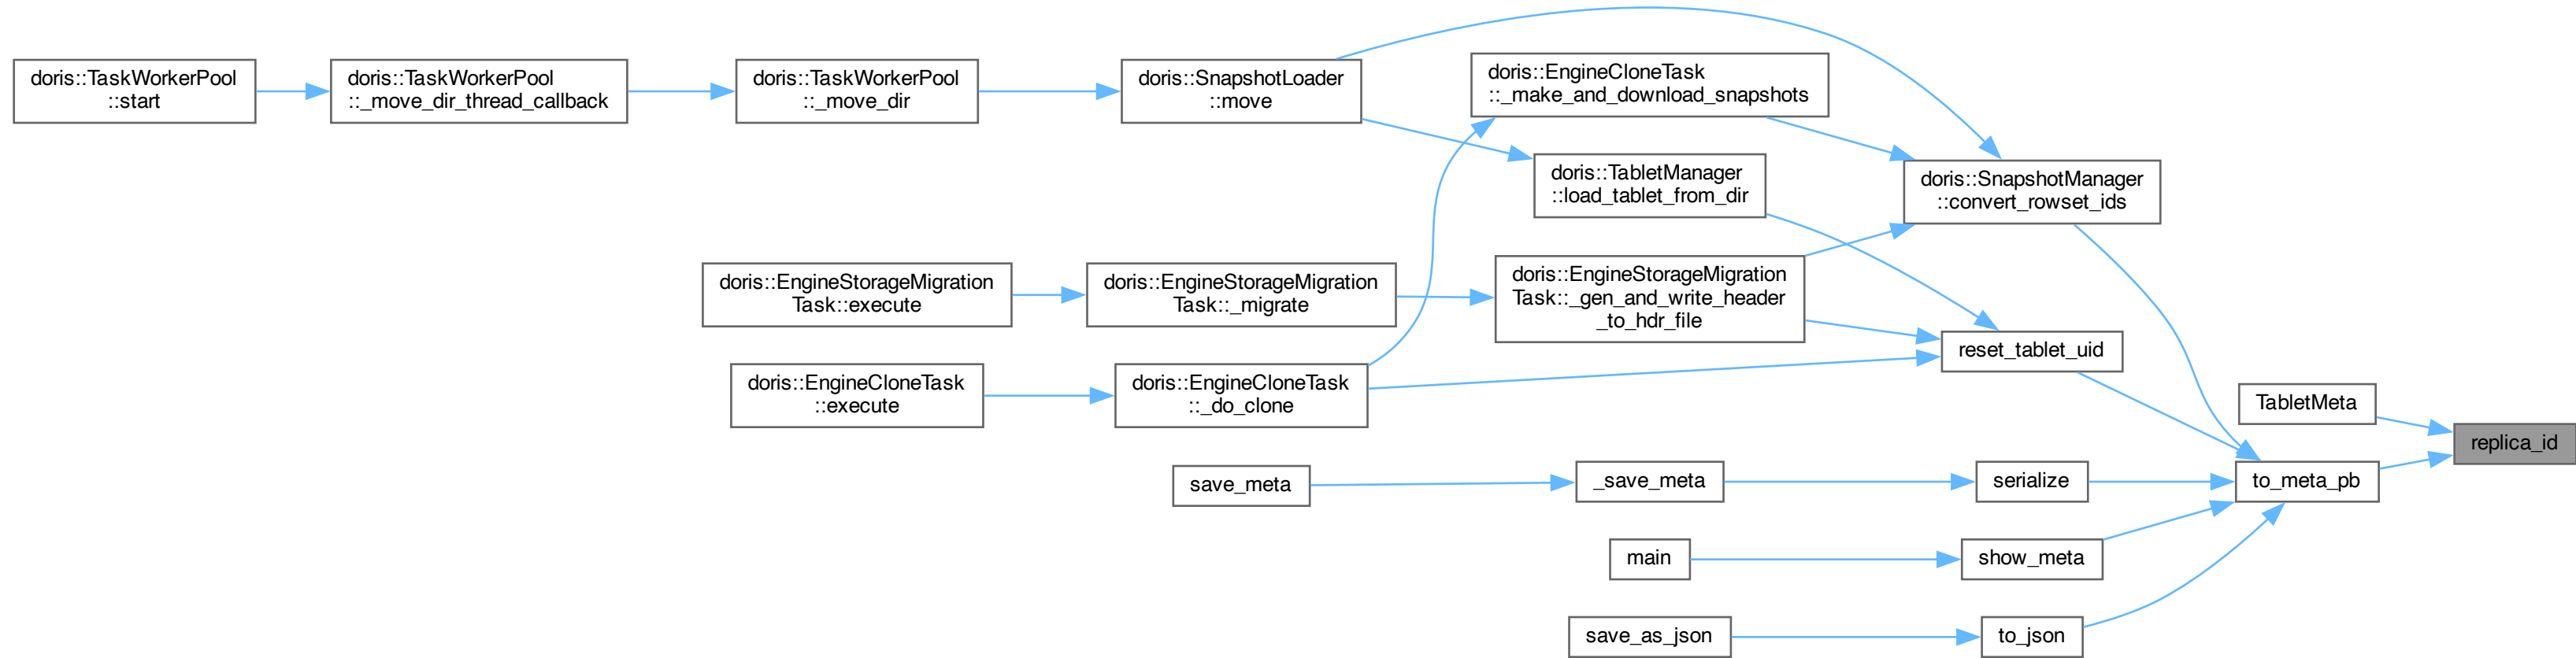 doris::TaskWorkerPool
::start
doris::TaskWorkerPool
::_move_dir_thread_callback
doris::TaskWorkerPool
::_move_dir
doris::SnapshotLoader
::move
doris::EngineCloneTask
::_make_and_download_snapshots
doris::TabletManager
::load_tablet_from_dir
doris::SnapshotManager
::convert_rowset_ids
doris::EngineStorageMigration
Task::execute
doris::EngineStorageMigration
Task::_migrate
doris::EngineStorageMigration
Task::_gen_and_write_header
_to_hdr_file
reset_tablet_uid
doris::EngineCloneTask
::execute
doris::EngineCloneTask
::_do_clone
TabletMeta
replica_id
save_meta
_save_meta
serialize
to_meta_pb
main
show_meta
save_as_json
to_json